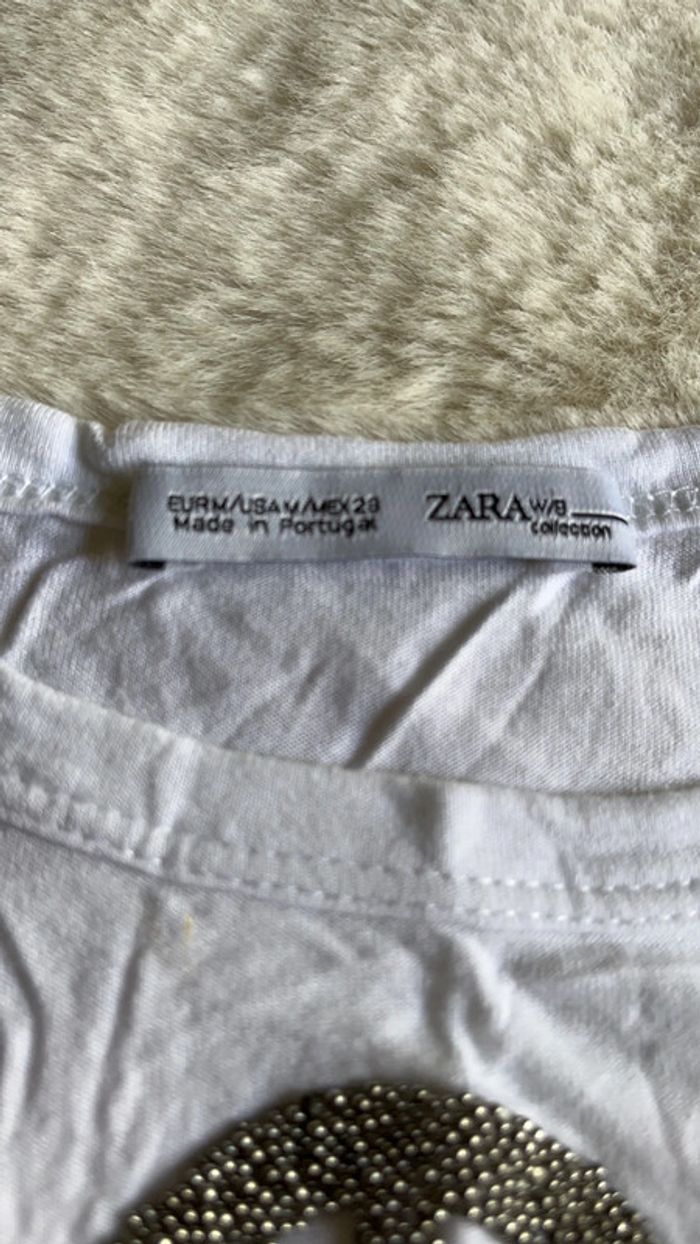 EUR M/USA M/MEX 28
Made in Portugal
ZARA W/B
collection